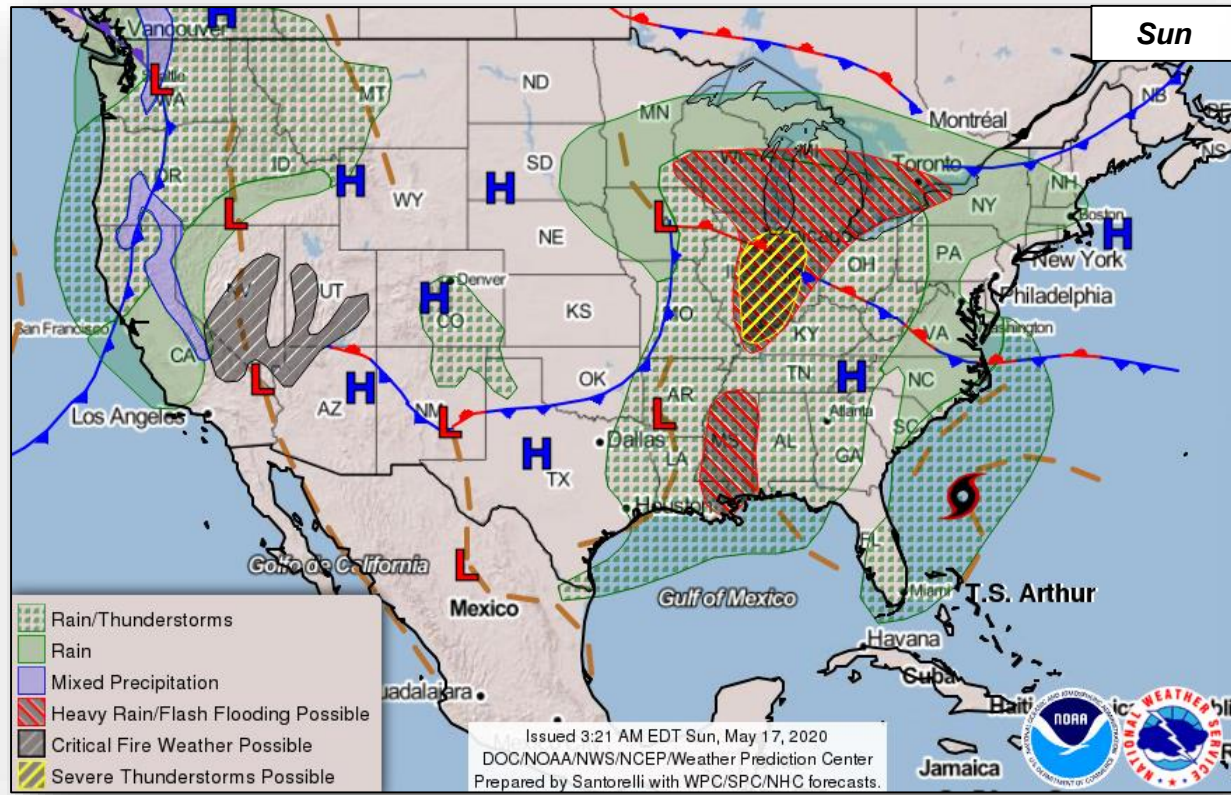 Sun
Vancouver
Seattle
WA
MT
ND
MN
Montréal
NB
NS
OR
ID
SD
WI
MI
Toronto
NH
WY
NY
Boston
NE
PA
New York
NV
UT
Denver
CO
KS
MO
OH
Philadelphia
San Francisco
CA
KY
VA
Washington
OK
TN
NC
Los Angeles
AZ
NM
AR
Atlanta
SC
Dallas
MS
AL
GA
TX
LA
Houston
FL
Golfo de California
Mexico
Gulf of Mexico
Miami
T.S. Arthur
Havana
Cuba
Jamaica
H
H
H
H
H
H
H
H
L
L
L
L
L
L
L
Rain/Thunderstorms
Rain
Mixed Precipitation
Heavy Rain/Flash Flooding Possible
Critical Fire Weather Possible
Severe Thunderstorms Possible
Issued 3:21 AM EDT Sun, May 17, 2020
DOC/NOAA/NWS/NCEP/Weather Prediction Center
Prepared by Santorelli with WPC/SPC/NHC forecasts.
NOAA
NATIONAL WEATHER SERVICE